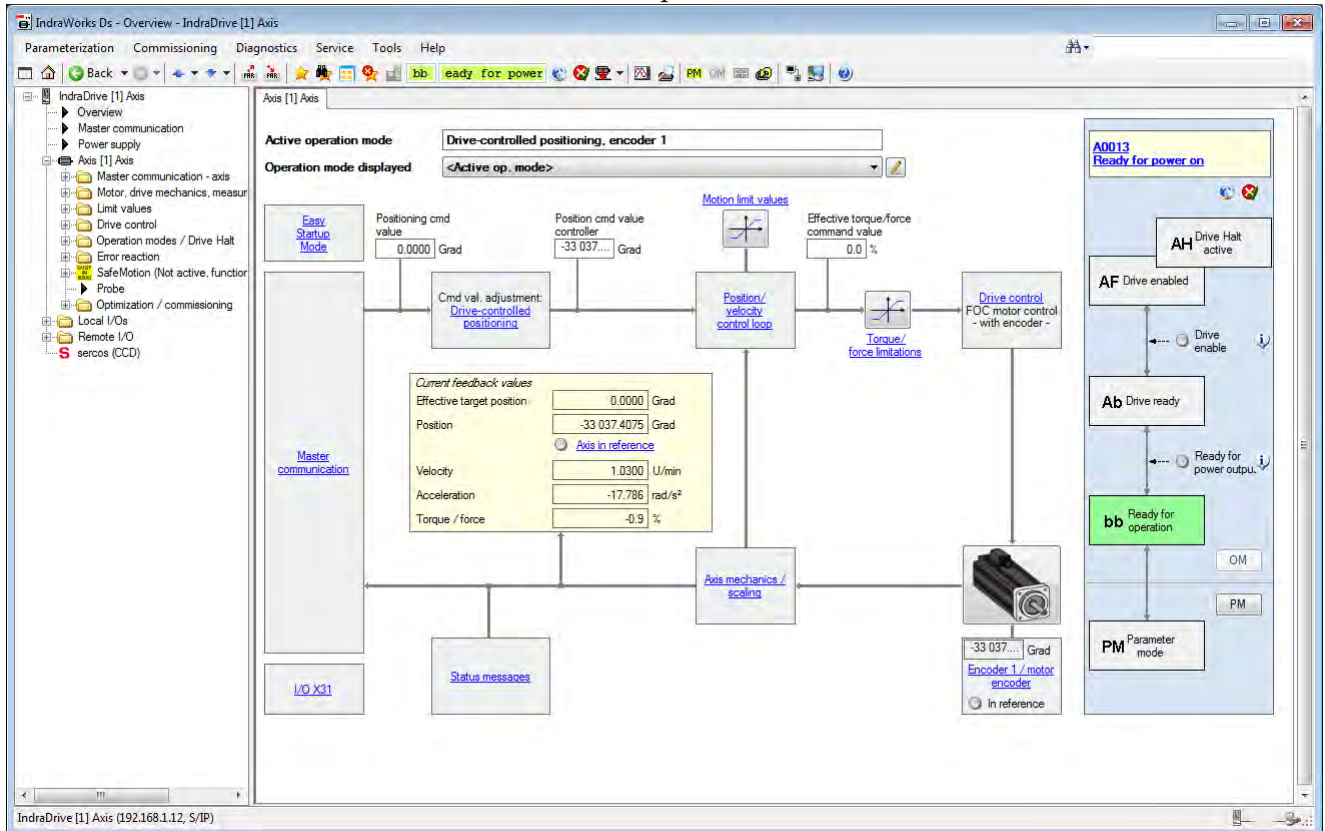 IndraWorks Ds - Overview - IndraDrive [1] Axis
Parameterization Commissioning Diagnostics Service Tools Help
Back bb eady for power PM OM
IndraDrive [1] Axis
Overview
Master communication
Power supply
Axis [1] Axis
Master communication - axis
Motor, drive mechanics, measur
Limit values
Drive control
Operation modes / Drive Halt
Error reaction
SafeMotion (Not active, function
Probe
Optimization / commissioning
Local I/Os
Remote I/O
S sercos (CCD)
Axis [1] Axis
Active operation mode Drive-controlled positioning, encoder 1
Operation mode displayed <Active op. mode>
Easy
Startup
Mode
Positioning cmd
value
0.0000 Grad
Position cmd value
controller
-33 037.... Grad
Motion limit values
Effective torque/force
command value
0.0 %
Cmd val. adjustment:
Drive-controlled
positioning
Position/
velocity
control loop
Torque/
force limitations
Drive control
FOC motor control
- with encoder -
Master
communication
Current feedback values
Effective target position 0.0000 Grad
Position -33 037.4075 Grad
Axis in reference
Velocity 1.0300 U/min
Acceleration -17.786 rad/s²
Torque / force -0.9 %
Axis mechanics /
scaling
Status messages
I/O X31
-33 037.... Grad
Encoder 1 / motor
encoder
In reference
A0013
Ready for power on
AH Drive Halt
active
AF Drive enabled
Drive
enable
Ab Drive ready
Ready for
power outpu.
bb Ready for
operation
OM
PM
PM Parameter
mode
IndraDrive [1] Axis (192.168.1.12, S/IP)